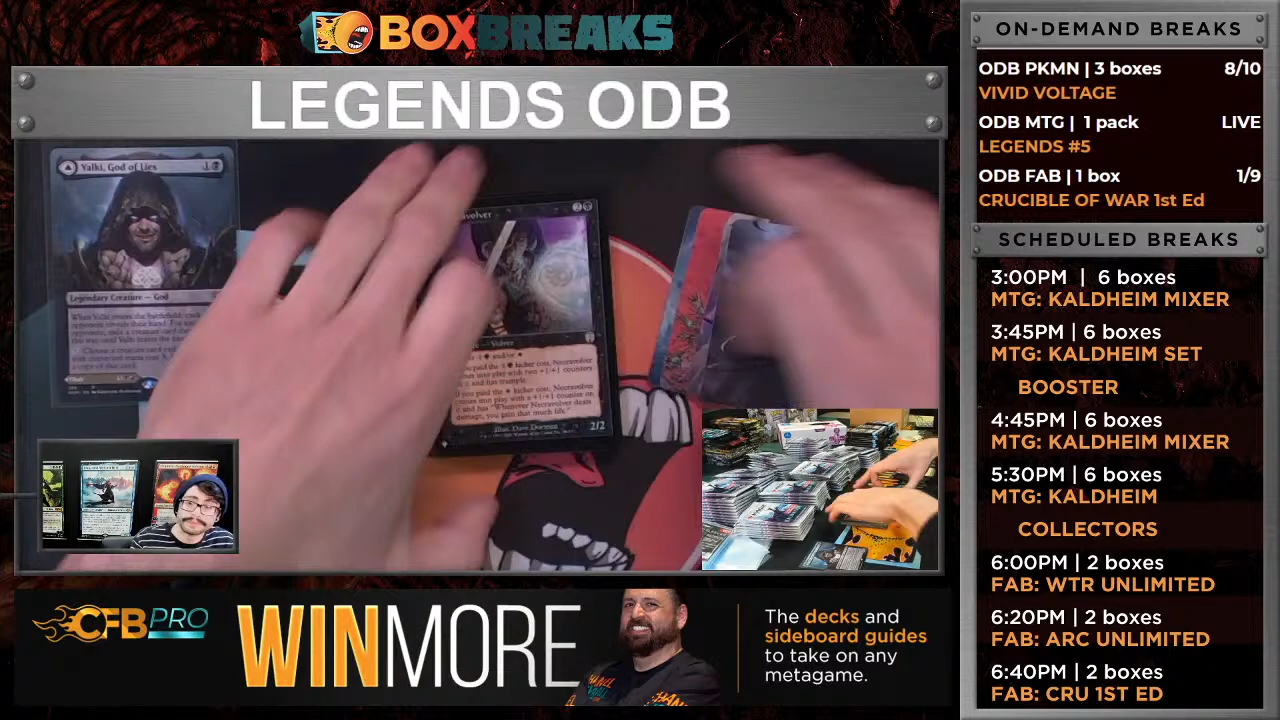 BOXBREAKS
LEGENDS ODB
Valki, God of Lies
Legendary Creature — God
2/2
CFBPRO
WINMORE
The decks and
sideboard guides
to take on any
metagame.
ON-DEMAND BREAKS
ODB PKMN | 3 boxes 8/10
VIVID VOLTAGE
ODB MTG | 1 pack LIVE
LEGENDS #5
ODB FAB | 1 box 1/9
CRUCIBLE OF WAR 1st Ed
SCHEDULED BREAKS
3:00PM | 6 boxes
MTG: KALDHEIM MIXER
3:45PM | 6 boxes
MTG: KALDHEIM SET
BOOSTER
4:45PM | 6 boxes
MTG: KALDHEIM MIXER
5:30PM | 6 boxes
MTG: KALDHEIM
COLLECTORS
6:00PM | 2 boxes
FAB: WTR UNLIMITED
6:20PM | 2 boxes
FAB: ARC UNLIMITED
6:40PM | 2 boxes
FAB: CRU 1ST ED